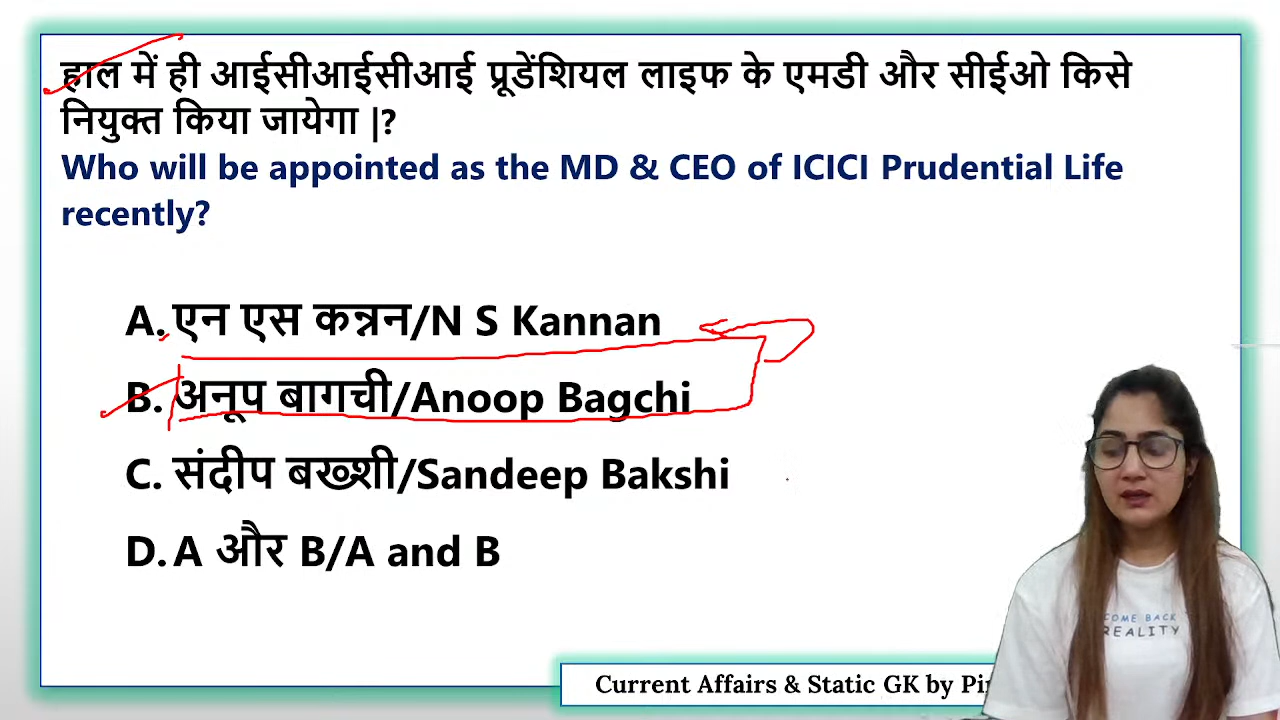 हाल में ही आईसीआईसीआई प्रूडेंशियल लाइफ के एमडी और सीईओ किसे
नियुक्त किया जायेगा |?
Who will be appointed as the MD & CEO of ICICI Prudential Life
recently?
A. एन एस कन्नन/N S Kannan
B. अनूप बागची/Anoop Bagchi
C. संदीप बख्शी/Sandeep Bakshi
D. A और B/A and B
COME BACK
REALITY
Current Affairs & Static GK by